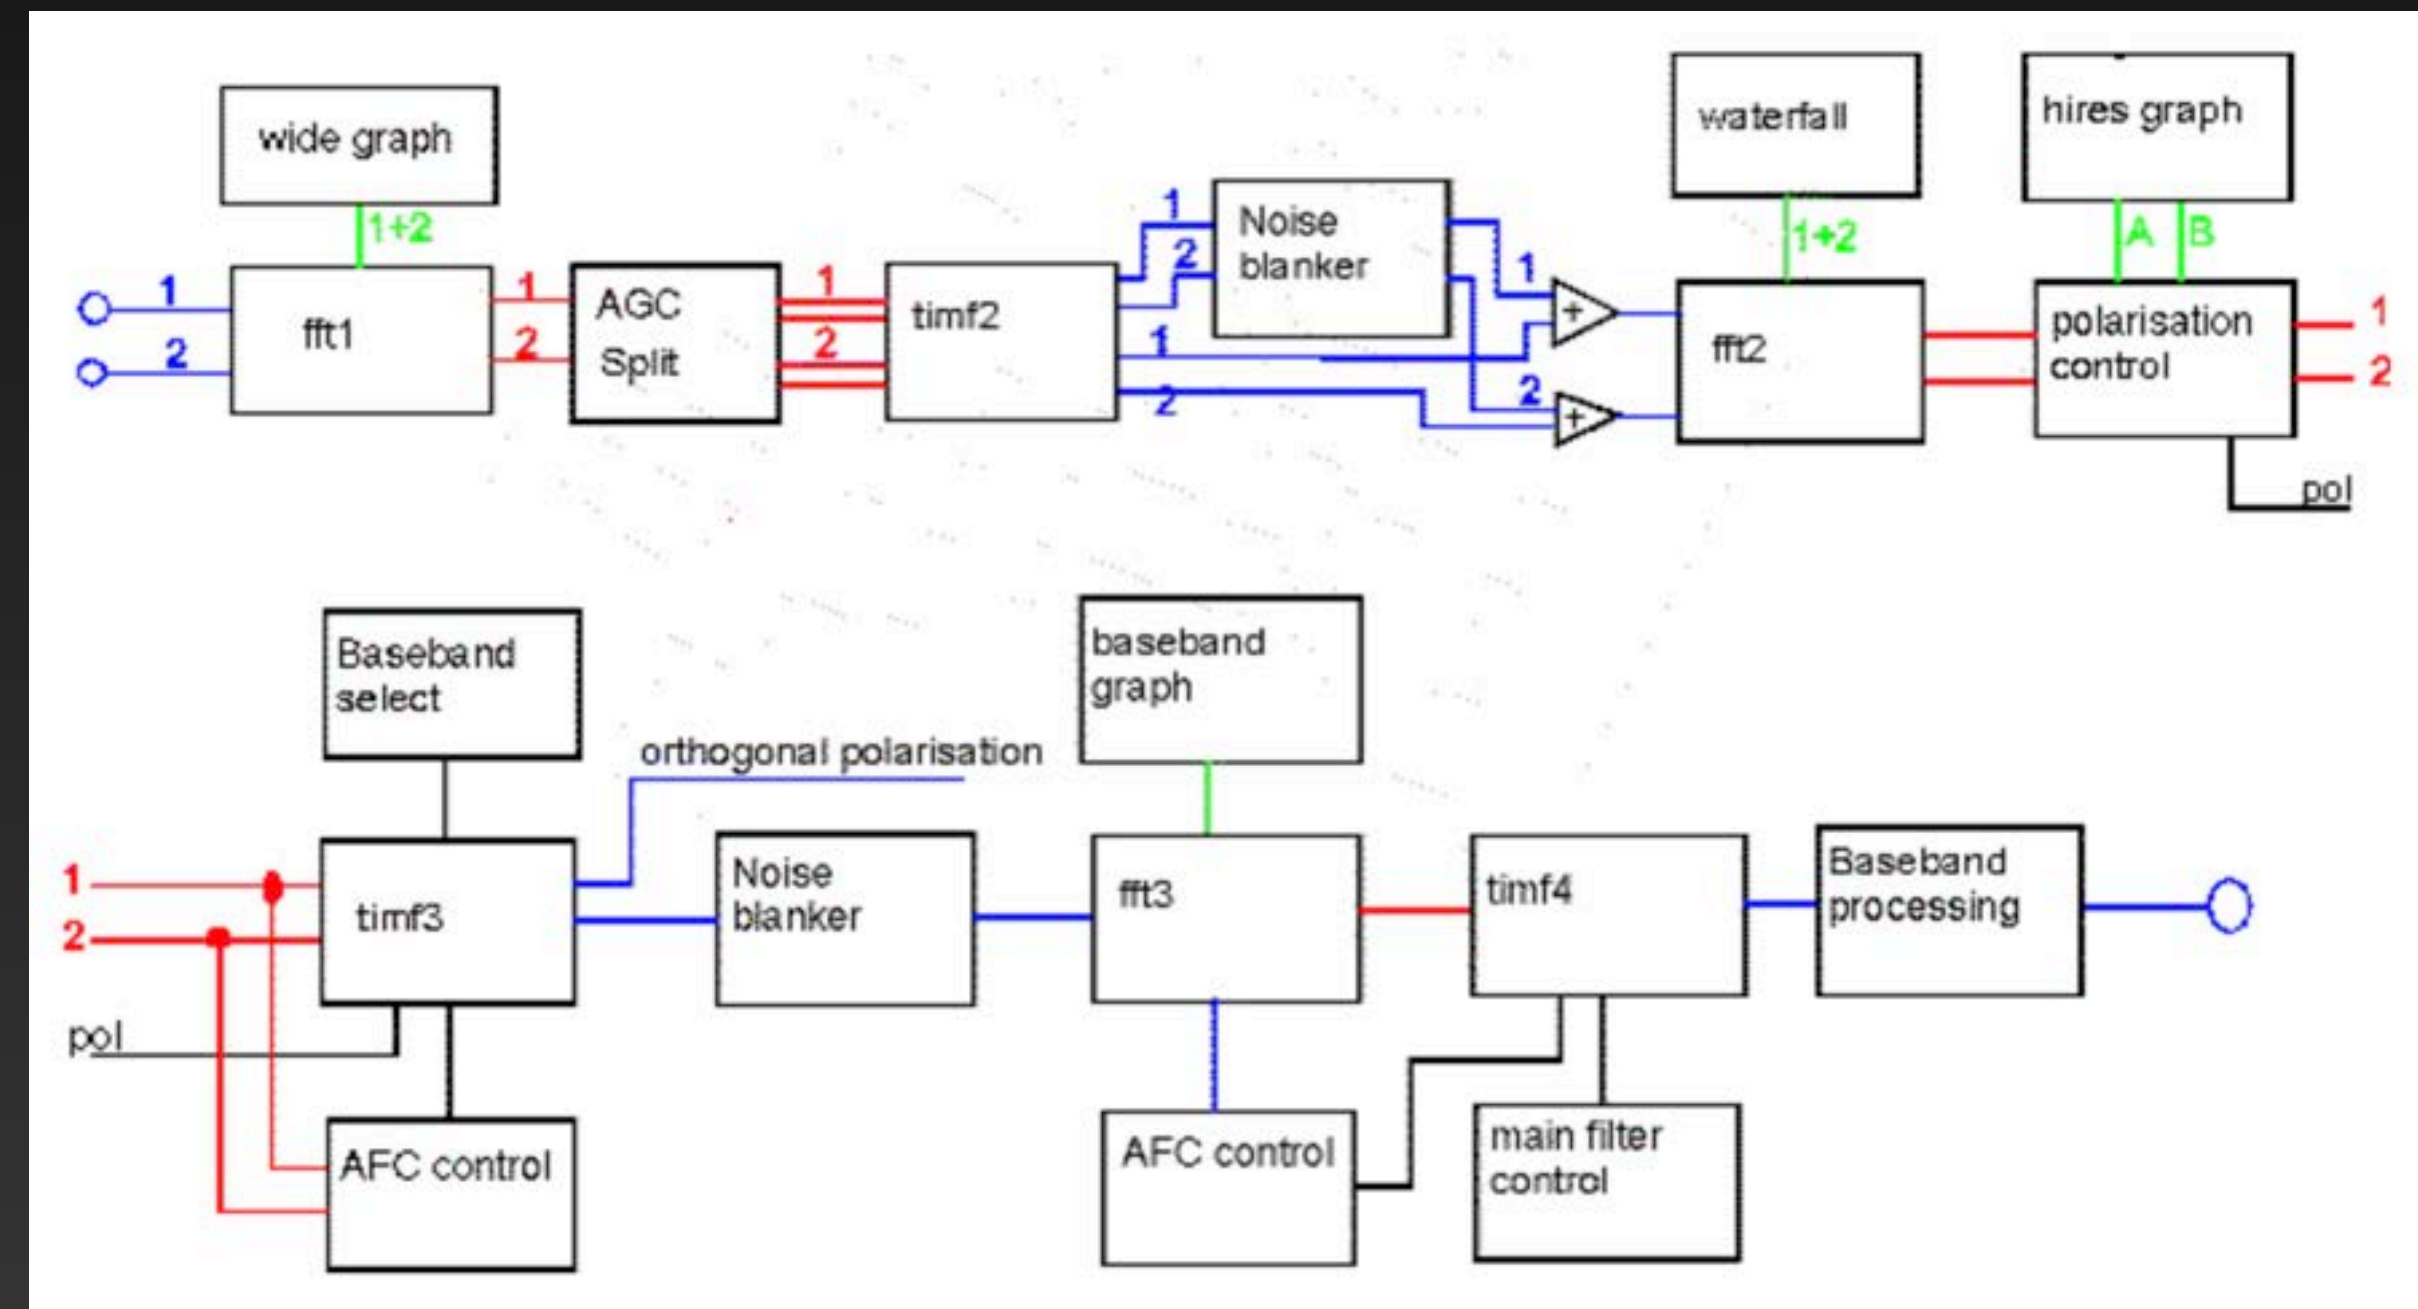 wide graph
waterfall
hires graph
1+2
1
2
Noise
blanker
1+2
A
B
1
2
fft1
1
2
AGC
Split
1
2
timf2
1
2
1
+
2
+
fft2
polarisation
control
1
2
pol
Baseband
select
baseband
graph
orthogonal polarisation
1
2
timf3
Noise
blanker
fft3
timf4
Baseband
processing
pol
AFC control
AFC control
main filter
control